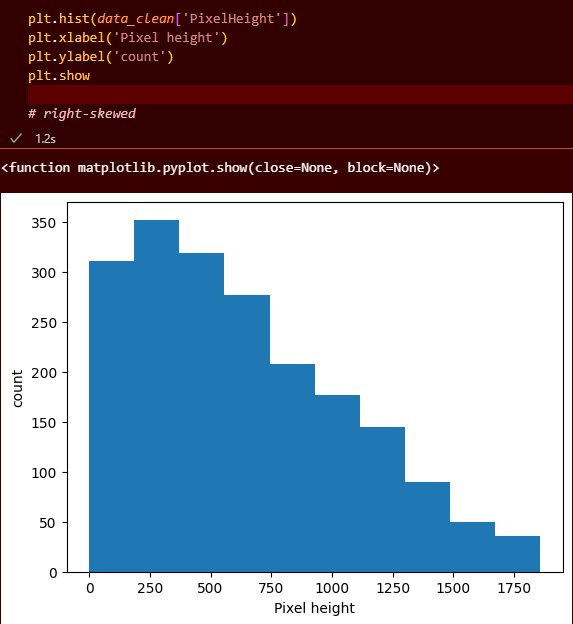 plt.hist(data_clean['PixelHeight'])
plt.xlabel('Pixel height')
plt.ylabel('count')
plt.show
# right-skewed
1.2s
<function matplotlib.pyplot.show(close=None, block=None)>
350
300
250
200
150
100
50
0
count
0 250 500 750 1000 1250 1500 1750
Pixel height